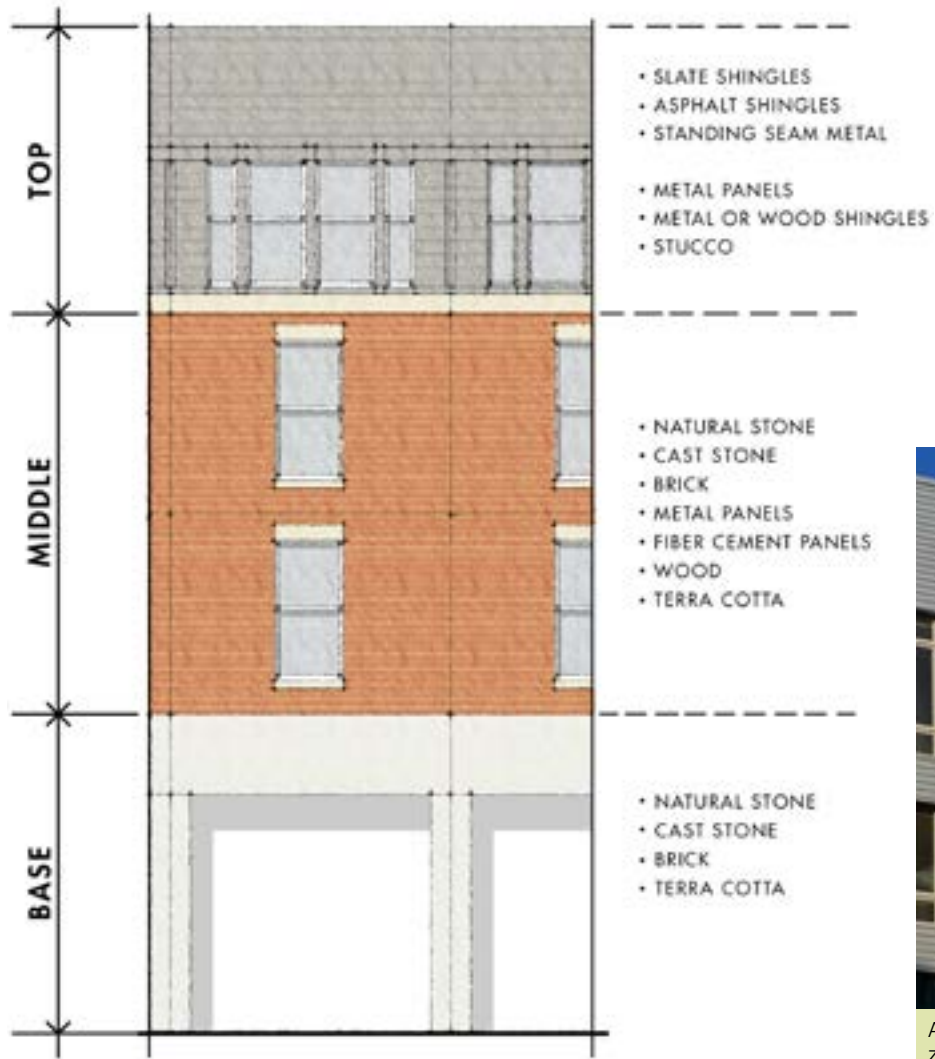 TOP
• SLATE SHINGLES
• ASPHALT SHINGLES
• STANDING SEAM METAL
• METAL PANELS
• METAL OR WOOD SHINGLES
• STUCCO
MIDDLE
• NATURAL STONE
• CAST STONE
• BRICK
• METAL PANELS
• FIBER CEMENT PANELS
• WOOD
• TERRA COTTA
BASE
• NATURAL STONE
• CAST STONE
• BRICK
• TERRA COTTA
A